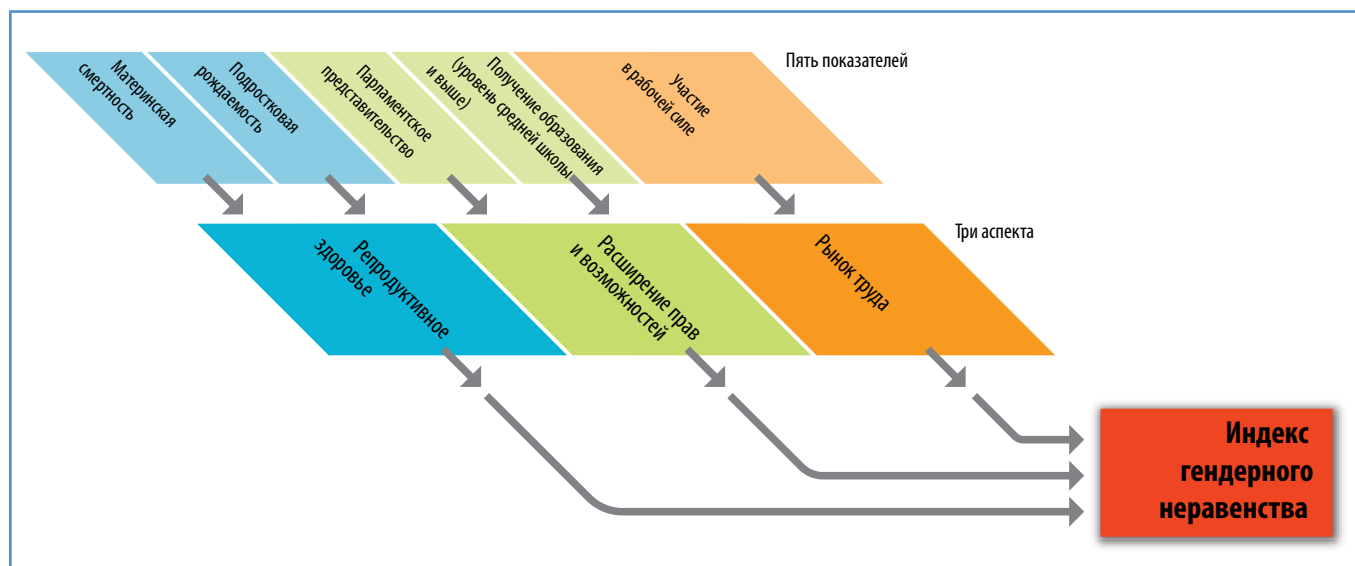 Материнская
смертность
Подростковая
рождаемость
Парламентское
представительство
Получение образования
(уровень средней школы
и выше)
Участие
в рабочей силе
Пять показателей
Репродуктивное
здоровье
Расширение прав
и возможностей
Рынок труда
Три аспекта
Индекс
гендерного
неравенства